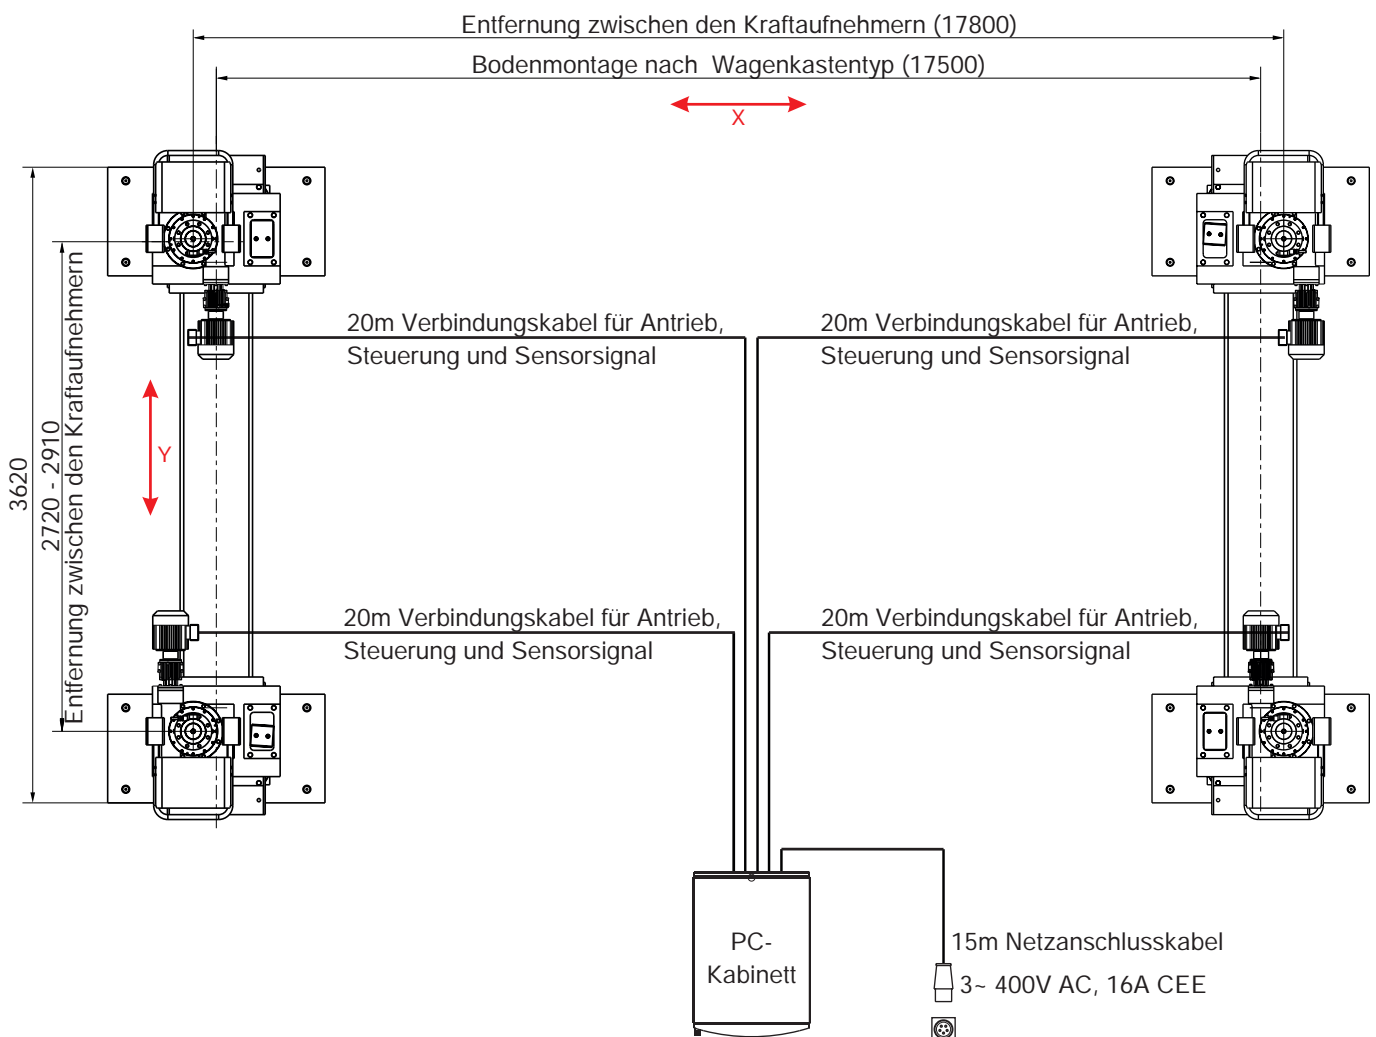 Entfernung zwischen den Kraftaufnehmern (17800)
Bodenmontage nach Wagenkastentyp (17500)
X
20m Verbindungskabel für Antrieb,
Steuerung und Sensorsignal
20m Verbindungskabel für Antrieb,
Steuerung und Sensorsignal
3620
2720 - 2910
Entfernung zwischen den Kraftaufnehmern
Y
20m Verbindungskabel für Antrieb,
Steuerung und Sensorsignal
20m Verbindungskabel für Antrieb,
Steuerung und Sensorsignal
PC-
Kabinett
15m Netzanschlusskabel
3~ 400V AC, 16A CEE